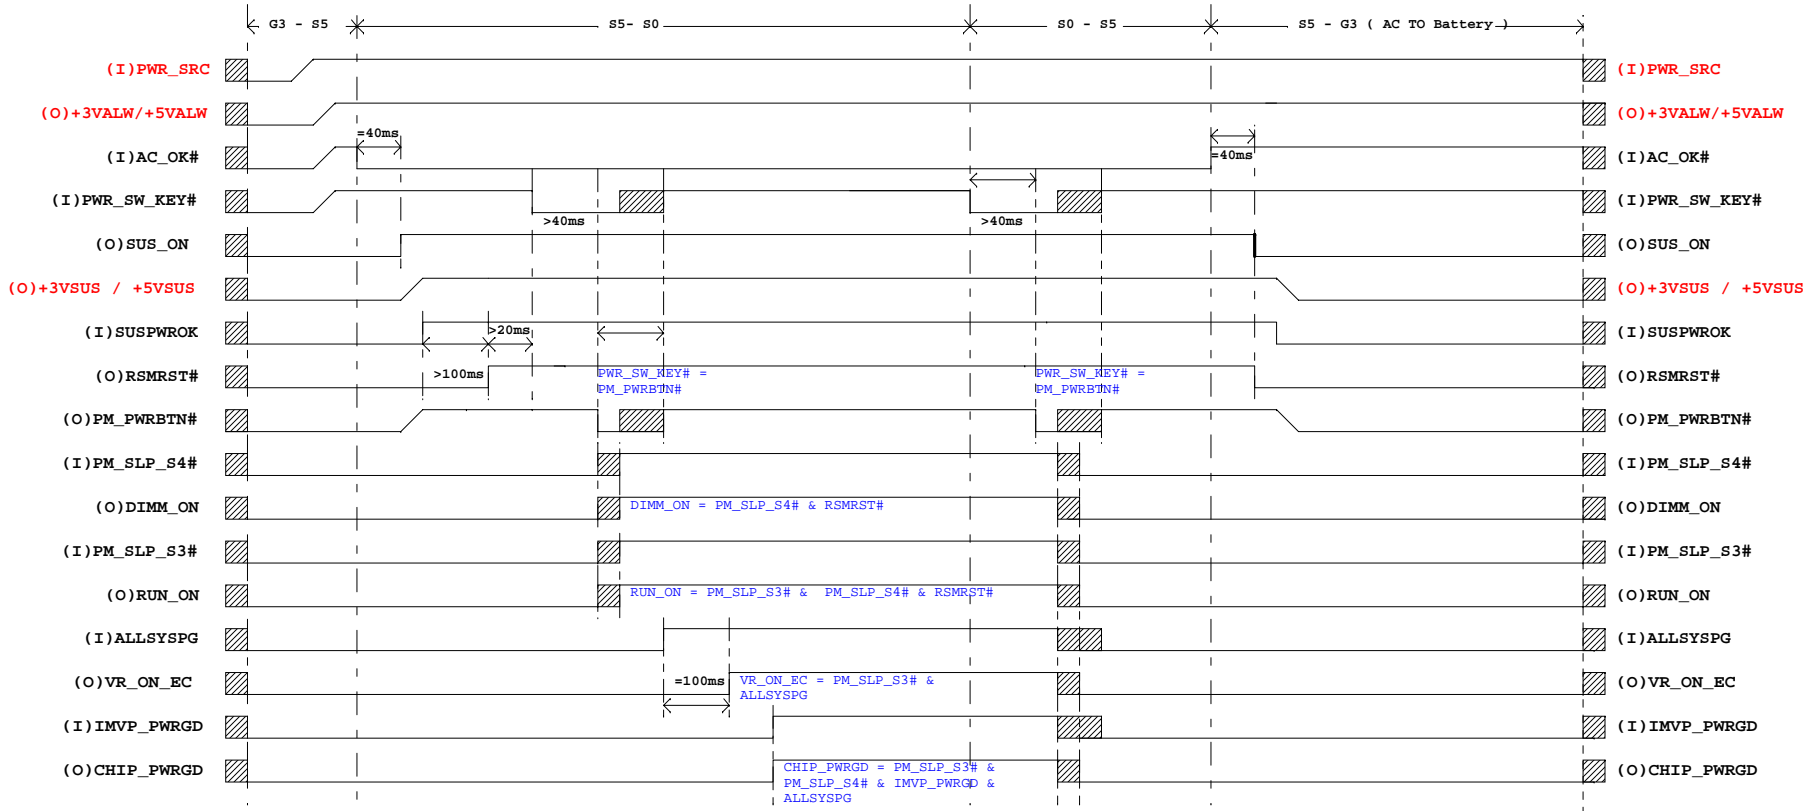 G3 - S5
S5- S0
S0 - S5
S5 - G3 ( AC TO Battery )
(I)PWR_SRC
(I)PWR_SRC
(O)+3VALW/+5VALW
(O)+3VALW/+5VALW
=40ms
(I)AC_OK#
=40ms
(I)AC_OK#
(I)PWR_SW_KEY#
(I)PWR_SW_KEY#
>40ms
>40ms
(O)SUS_ON
(O)SUS_ON
(O)+3VSUS / +5VSUS
(O)+3VSUS / +5VSUS
(I)SUSPWROK
>20ms
(I)SUSPWROK
(O)RSMRST#
>100ms
PWR_SW_KEY# =
PM_PWRBTN#
PWR_SW_KEY# =
PM_PWRBTN#
(O)RSMRST#
(O)PM_PWRBTN#
(O)PM_PWRBTN#
(I)PM_SLP_S4#
(I)PM_SLP_S4#
(O)DIMM_ON
DIMM_ON = PM_SLP_S4# & RSMRST#
(O)DIMM_ON
(I)PM_SLP_S3#
(I)PM_SLP_S3#
(O)RUN_ON
RUN_ON = PM_SLP_S3# &  PM_SLP_S4# & RSMRST#
(O)RUN_ON
(I)ALLSYSPG
(I)ALLSYSPG
(O)VR_ON_EC
=100ms
VR_ON_EC = PM_SLP_S3# &
ALLSYSPG
(O)VR_ON_EC
(I)IMVP_PWRGD
(I)IMVP_PWRGD
(O)CHIP_PWRGD
CHIP_PWRGD = PM_SLP_S3# &
PM_SLP_S4# & IMVP_PWRGD &
ALLSYSPG
(O)CHIP_PWRGD